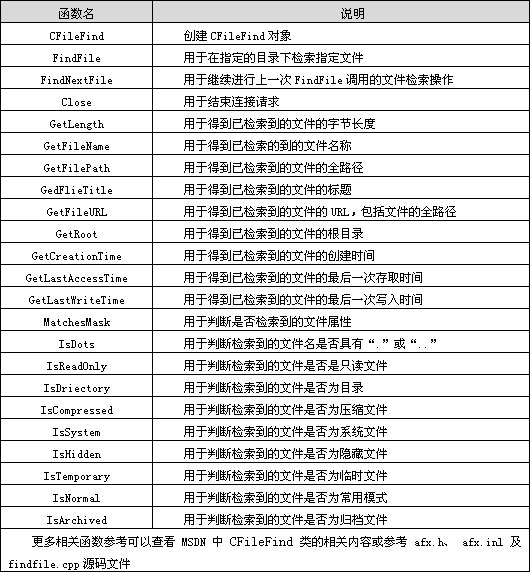 函数名 说明
CFileFind 创建 CFileFind 对象
FindFile 用于在指定的目录下检索指定文件
FindNextFile 用于继续进行上一次 FindFile 调用的文件检索操作
Close 用于结束连接请求
GetLength 用于得到已检索到的文件的字节长度
GetFileName 用于得到已检索的到的文件名称
GetFilePath 用于得到已检索到的文件的全路径
GedFlieTitle 用于得到已检索到的文件的标题
GetFileURL 用于得到已检索到的文件的 URL，包括文件的全路径
GetRoot 用于得到已检索到的文件的根目录
GetCreationTime 用于得到已检索到的文件的创建时间
GetLastAccessTime 用于得到已检索到的文件的最后一次存取时间
GetLastWriteTime 用于得到已检索到的文件的最后一次写入时间
MatchesMask 用于判断是否检索到的文件属性
IsDots 用于判断检索到的文件名是否具有“.”或“..”
IsReadOnly 用于判断检索到的文件是否是只读文件
IsDriectory 用于判断检索到的文件是否为目录
IsCompressed 用于判断检索到的文件是否为压缩文件
IsSystem 用于判断检索到的文件是否为系统文件
IsHidden 用于判断检索到的文件是否为隐藏文件
IsTemporary 用于判断检索到的文件是否为临时文件
IsNormal 用于判断检索到的文件是否为常用模式
IsArchived 用于判断检索到的文件是否为归档文件
更多相关函数参考可以查看 MSDN 中 CFileFind 类的相关内容或参考 afx.h、 afx.inl 及
findfile.cpp 源码文件